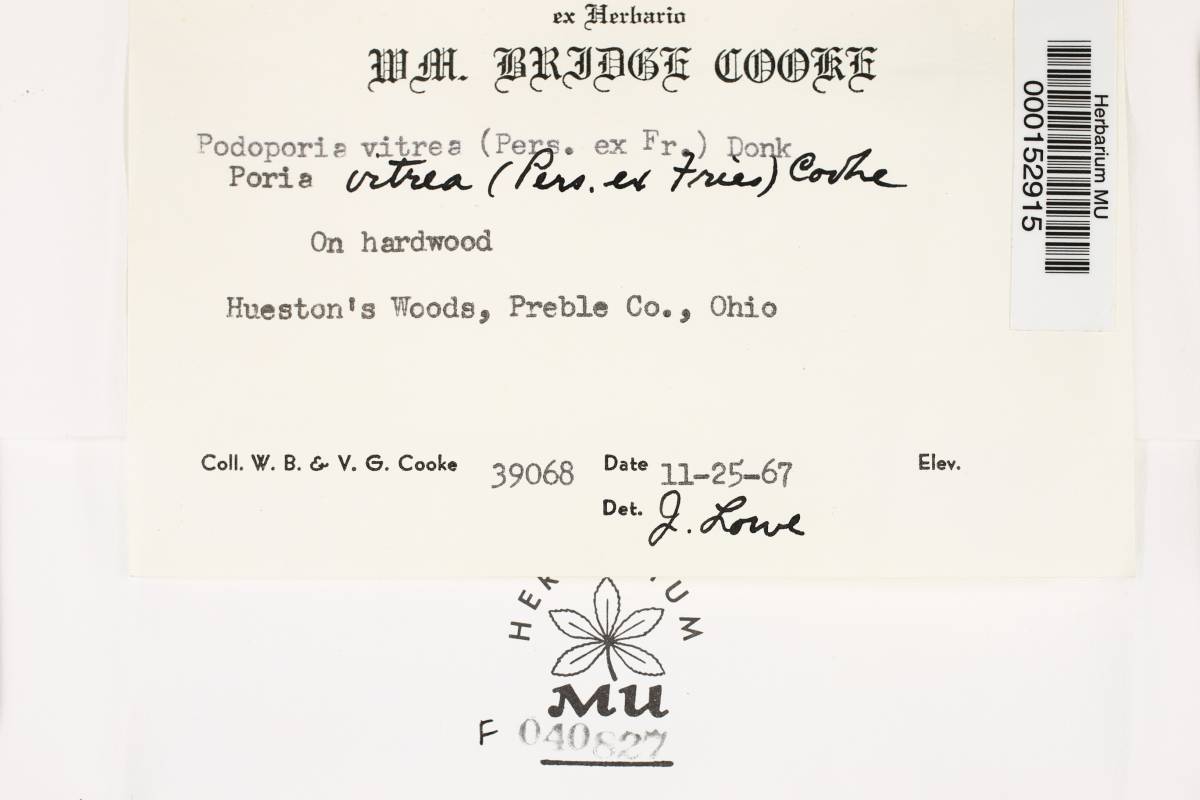 ex Herbario
WM. BRIDGE COOKE
Podoporia vitrea (Pers. ex Fr.) Donk
Poria vitrea (Pers. ex Fries) Cooke
On hardwood
Hueston's Woods, Preble Co., Ohio
Coll. W. B. & V. G. Cooke 39068 Date 11-25-67 Elev.
Det. J. Lowe
MU
F 040827
Herbarium MU
000152915